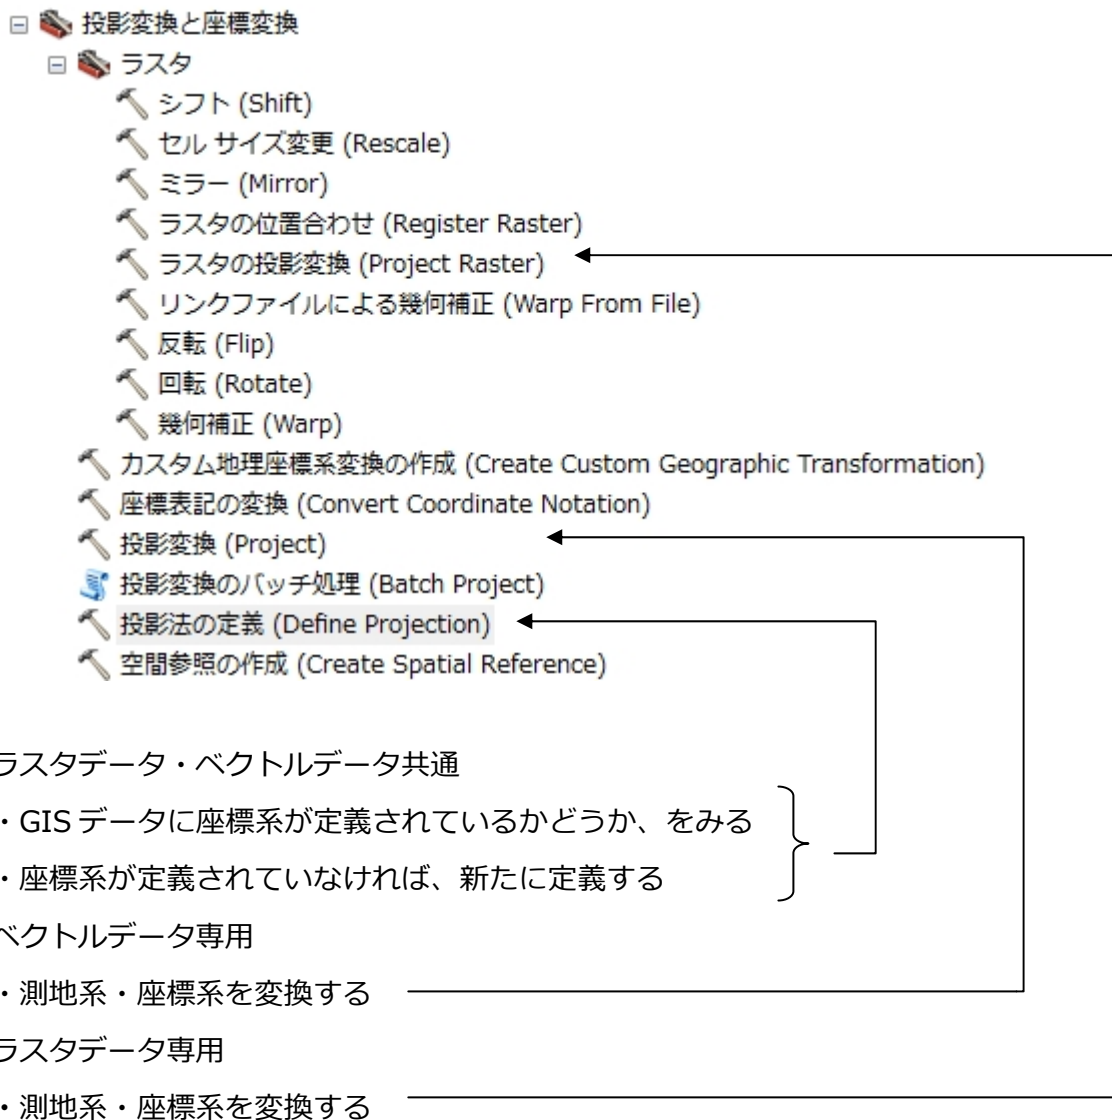 投影変換と座標変換
ラスタ
シフト (Shift)
セル サイズ変更 (Rescale)
ミラー (Mirror)
ラスタの位置合わせ (Register Raster)
ラスタの投影変換 (Project Raster)
リンクファイルによる幾何補正 (Warp From File)
反転 (Flip)
回転 (Rotate)
幾何補正 (Warp)
カスタム地理座標系変換の作成 (Create Custom Geographic Transformation)
座標表記の変換 (Convert Coordinate Notation)
投影変換 (Project)
投影変換のバッチ処理 (Batch Project)
投影法の定義 (Define Projection)
空間参照の作成 (Create Spatial Reference)
ラスタデータ・ベクトルデータ共通
・GIS データに座標系が定義されているかどうか、をみる
・座標系が定義されていなければ、新たに定義する
ベクトルデータ専用
・測地系・座標系を変換する
ラスタデータ専用
・測地系・座標系を変換する